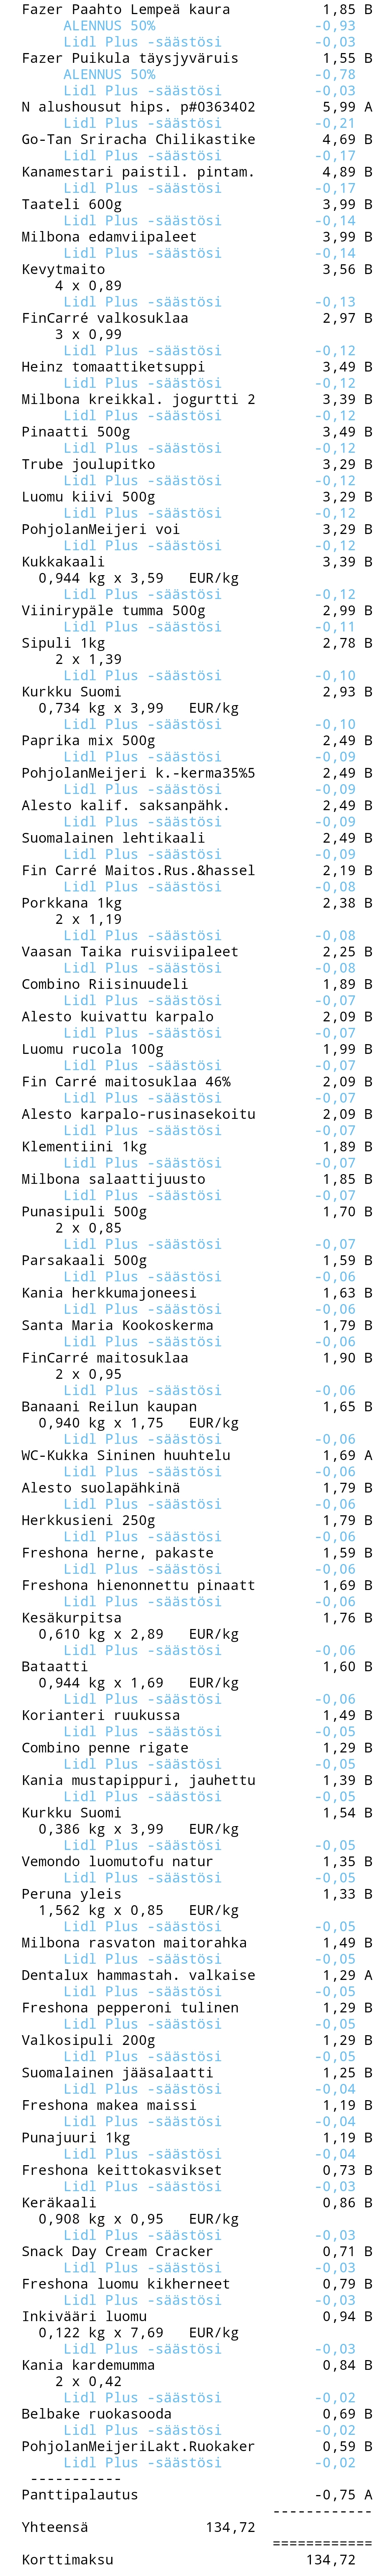 Fazer Paahto Lempeä kaura 1,85 B
ALENNUS 50% -0,93
Lidl Plus -säästösi -0,03
Fazer Puikula täysjyväruis 1,55 B
ALENNUS 50% -0,78
Lidl Plus -säästösi -0,03
N alushousut hips. p#0363402 5,99 A
Lidl Plus -säästösi -0,21
Go-Tan Sriracha Chilikastike 4,69 B
Lidl Plus -säästösi -0,17
Kanamestari paistil. pintam. 4,89 B
Lidl Plus -säästösi -0,17
Taateli 600g 3,99 B
Lidl Plus -säästösi -0,14
Milbona edamviipaleet 3,99 B
Lidl Plus -säästösi -0,14
Kevytmaito 3,56 B
4 x 0,89
Lidl Plus -säästösi -0,13
FinCarré valkosuklaa 2,97 B
3 x 0,99
Lidl Plus -säästösi -0,12
Heinz tomaattiketsuppi 3,49 B
Lidl Plus -säästösi -0,12
Milbona kreikkal. jogurtti 2 3,39 B
Lidl Plus -säästösi -0,12
Pinaatti 500g 3,49 B
Lidl Plus -säästösi -0,12
Trube joulupitko 3,29 B
Lidl Plus -säästösi -0,12
Luomu kiivi 500g 3,29 B
Lidl Plus -säästösi -0,12
PohjolanMeijeri voi 3,29 B
Lidl Plus -säästösi -0,12
Kukkakaali 3,39 B
0,944 kg x 3,59 EUR/kg
Lidl Plus -säästösi -0,12
Viinirypäle tumma 500g 2,99 B
Lidl Plus -säästösi -0,11
Sipuli 1kg 2,78 B
2 x 1,39
Lidl Plus -säästösi -0,10
Kurkku Suomi 2,93 B
0,734 kg x 3,99 EUR/kg
Lidl Plus -säästösi -0,10
Paprika mix 500g 2,49 B
Lidl Plus -säästösi -0,09
PohjolanMeijeri k.-kerma35%5 2,49 B
Lidl Plus -säästösi -0,09
Alesto kalif. saksanpähk. 2,49 B
Lidl Plus -säästösi -0,09
Suomalainen lehtikaali 2,49 B
Lidl Plus -säästösi -0,09
Fin Carré Maitos.Rus.&hassel 2,19 B
Lidl Plus -säästösi -0,08
Porkkana 1kg 2,38 B
2 x 1,19
Lidl Plus -säästösi -0,08
Vaasan Taika ruisviipaleet 2,25 B
Lidl Plus -säästösi -0,08
Combino Riisinuudeli 1,89 B
Lidl Plus -säästösi -0,07
Alesto kuivattu karpalo 2,09 B
Lidl Plus -säästösi -0,07
Luomu rucola 100g 1,99 B
Lidl Plus -säästösi -0,07
Fin Carré maitosuklaa 46% 2,09 B
Lidl Plus -säästösi -0,07
Alesto karpalo-rusinasekoitu 2,09 B
Lidl Plus -säästösi -0,07
Klementiini 1kg 1,89 B
Lidl Plus -säästösi -0,07
Milbona salaattijuusto 1,85 B
Lidl Plus -säästösi -0,07
Punasipuli 500g 1,70 B
2 x 0,85
Lidl Plus -säästösi -0,07
Parsakaali 500g 1,59 B
Lidl Plus -säästösi -0,06
Kania herkkumajoneesi 1,63 B
Lidl Plus -säästösi -0,06
Santa Maria Kookoskerma 1,79 B
Lidl Plus -säästösi -0,06
FinCarré maitosuklaa 1,90 B
2 x 0,95
Lidl Plus -säästösi -0,06
Banaani Reilun kaupan 1,65 B
0,940 kg x 1,75 EUR/kg
Lidl Plus -säästösi -0,06
WC-Kukka Sininen huuhtelu 1,69 A
Lidl Plus -säästösi -0,06
Alesto suolapähkinä 1,79 B
Lidl Plus -säästösi -0,06
Herkkusieni 250g 1,79 B
Lidl Plus -säästösi -0,06
Freshona herne, pakaste 1,59 B
Lidl Plus -säästösi -0,06
Freshona hienonnettu pinaatt 1,69 B
Lidl Plus -säästösi -0,06
Kesäkurpitsa 1,76 B
0,610 kg x 2,89 EUR/kg
Lidl Plus -säästösi -0,06
Bataatti 1,60 B
0,944 kg x 1,69 EUR/kg
Lidl Plus -säästösi -0,06
Korianteri ruukussa 1,49 B
Lidl Plus -säästösi -0,05
Combino penne rigate 1,29 B
Lidl Plus -säästösi -0,05
Kania mustapippuri, jauhettu 1,39 B
Lidl Plus -säästösi -0,05
Kurkku Suomi 1,54 B
0,386 kg x 3,99 EUR/kg
Lidl Plus -säästösi -0,05
Vemondo luomutofu natur 1,35 B
Lidl Plus -säästösi -0,05
Peruna yleis 1,33 B
1,562 kg x 0,85 EUR/kg
Lidl Plus -säästösi -0,05
Milbona rasvaton maitorahka 1,49 B
Lidl Plus -säästösi -0,05
Dentalux hammastah. valkaise 1,29 A
Lidl Plus -säästösi -0,05
Freshona pepperoni tulinen 1,29 B
Lidl Plus -säästösi -0,05
Valkosipuli 200g 1,29 B
Lidl Plus -säästösi -0,05
Suomalainen jääsalaatti 1,25 B
Lidl Plus -säästösi -0,04
Freshona makea maissi 1,19 B
Lidl Plus -säästösi -0,04
Punajuuri 1kg 1,19 B
Lidl Plus -säästösi -0,04
Freshona keittokasvikset 0,73 B
Lidl Plus -säästösi -0,03
Keräkaali 0,86 B
0,908 kg x 0,95 EUR/kg
Lidl Plus -säästösi -0,03
Snack Day Cream Cracker 0,71 B
Lidl Plus -säästösi -0,03
Freshona luomu kikherneet 0,79 B
Lidl Plus -säästösi -0,03
Inkivääri luomu 0,94 B
0,122 kg x 7,69 EUR/kg
Lidl Plus -säästösi -0,03
Kania kardemumma 0,84 B
2 x 0,42
Lidl Plus -säästösi -0,02
Belbake ruokasooda 0,69 B
Lidl Plus -säästösi -0,02
PohjolanMeijeriLakt.Ruokaker 0,59 B
Lidl Plus -säästösi -0,02
-----------
Panttipalautus -0,75 A
------------
Yhteensä 134,72
============
Korttimaksu 134,72